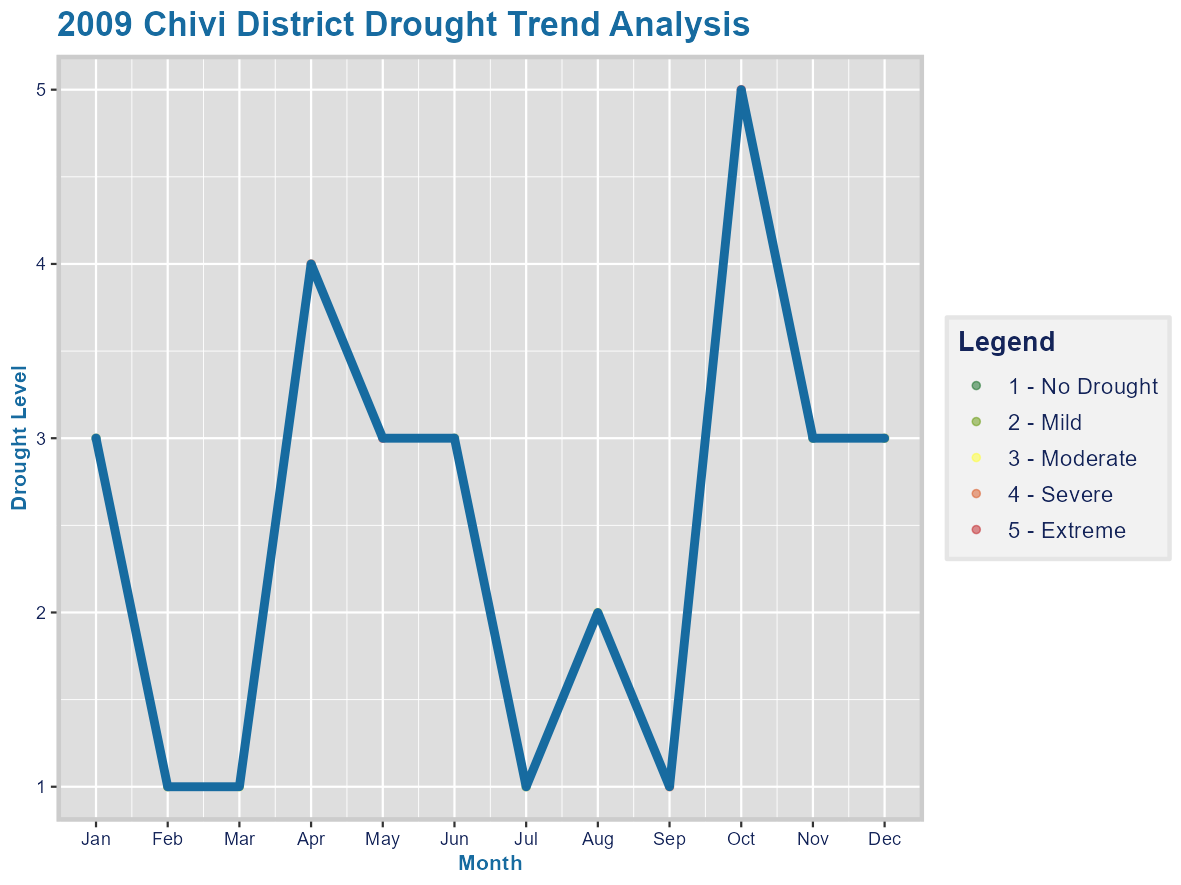 2009 Chivi District Drought Trend Analysis
5
4
3
2
1
Drought Level
Jan Feb Mar Apr May Jun Jul Aug Sep Oct Nov Dec
Month
Legend
1 - No Drought
2 - Mild
3 - Moderate
4 - Severe
5 - Extreme